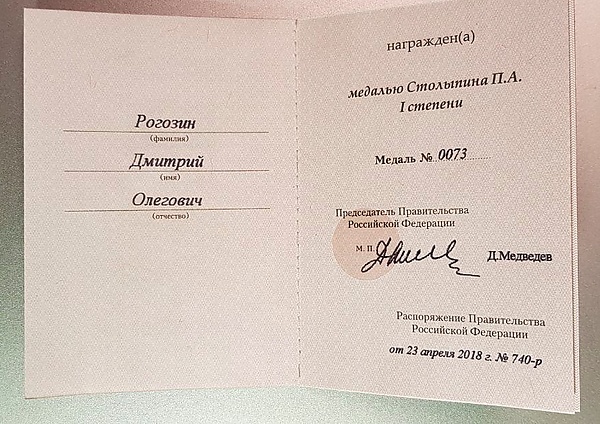 Рогозин
(фамилия)
Дмитрий
(имя)
Олегович
(отчество)
награжден(а)
медалью Столыпина П.А.
I степени
Медаль № 0073
Председатель Правительства
Российской Федерации
М. П.
Д.Медведев
Распоряжение Правительства
Российской Федерации
от 23 апреля 2018 г. № 740-р